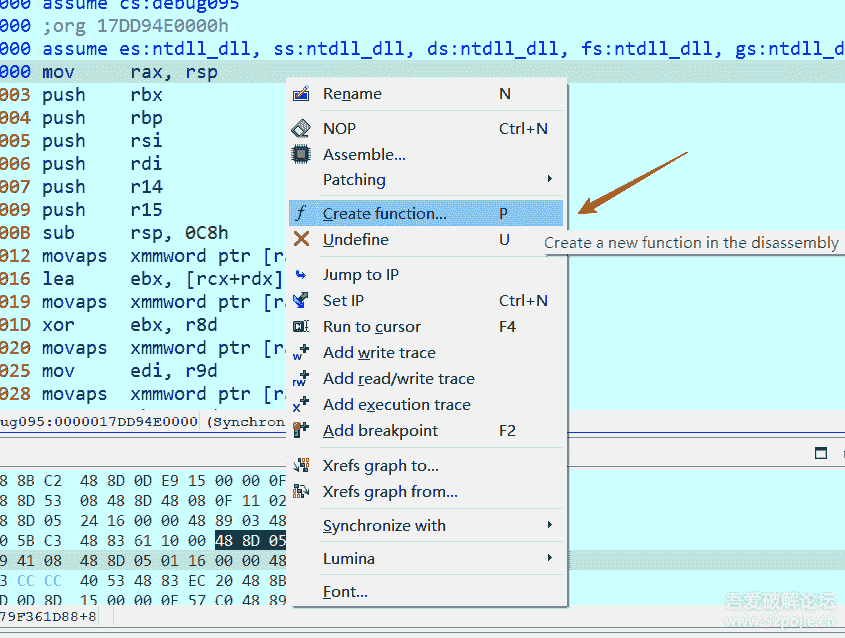 000 assume cs:debug095
000 ;org 17DD94E0000h
000 assume es:ntdll_dll, ss:ntdll_dll, ds:ntdll_dll, fs:ntdll_dll, gs:ntdll_d
000 mov rax, rsp
003 push rbx
004 push rbp
005 push rsi
006 push rdi
007 push r14
009 push r15
00B sub rsp, 0C8h
012 movaps xmmword ptr [ra
016 lea ebx, [rcx+rdx]
019 movaps xmmword ptr [ra
01D xor ebx, r8d
020 movaps xmmword ptr [ra
025 mov edi, r9d
028 movaps xmmword ptr [ra
ug095:0000017DD94E0000 (Synchron
Rename N
NOP Ctrl+N
Assemble...
Patching
Create function... P
Undefine U
Create a new function in the disassembly
Jump to IP
Set IP Ctrl+N
Run to cursor F4
Add write trace
Add read/write trace
Add execution trace
Add breakpoint F2
Xrefs graph to...
Xrefs graph from...
Synchronize with
Lumina
Font...
8 8B C2 48 8D 0D E9 15 00 00 0F
8 8D 53 08 48 8D 48 08 0F 11 02
8 8D 05 24 16 00 00 48 89 03 48
0 5B C3 48 83 61 10 00 48 8D 05
9 41 08 48 8D 05 01 16 00 00 48
3 CC CC 40 53 48 83 EC 20 48 8B
D 0D 8D 15 00 00 0F 57 C0 48 89
79F361D88+8
吾爱破解论坛
www.52pojie.cn